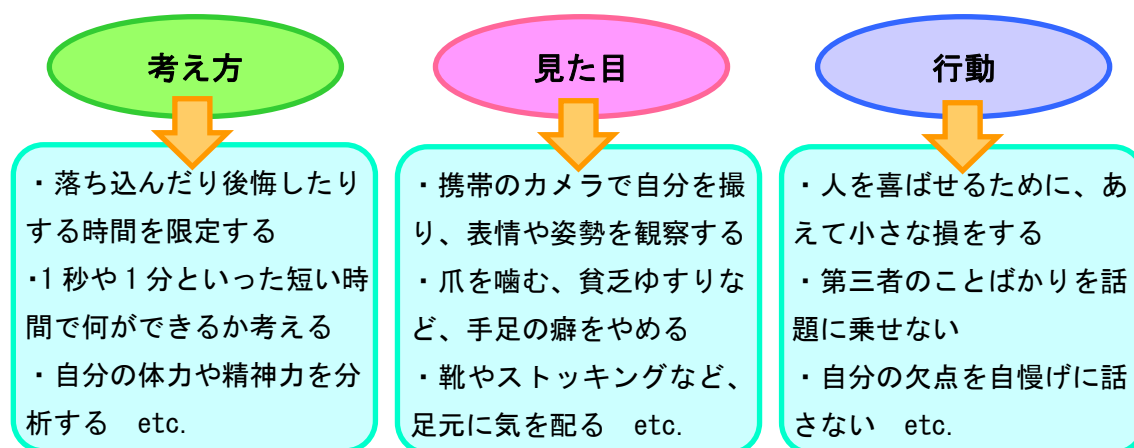 考え方
・落ち込んだり後悔したり
する時間を限定する
・1秒や1分といった短い時
間で何ができるか考える
・自分の体力や精神力を分
析する　etc.
見た目
・携帯のカメラで自分を撮
り、表情や姿勢を観察する
・爪を噛む、貧乏ゆすりな
ど、手足の癖をやめる
・靴やストッキングなど、
足元に気を配る　etc.
行動
・人を喜ばせるために、あ
えて小さな損をする
・第三者のことばかりを話
題に乗せない
・自分の欠点を自慢げに話
さない　etc.